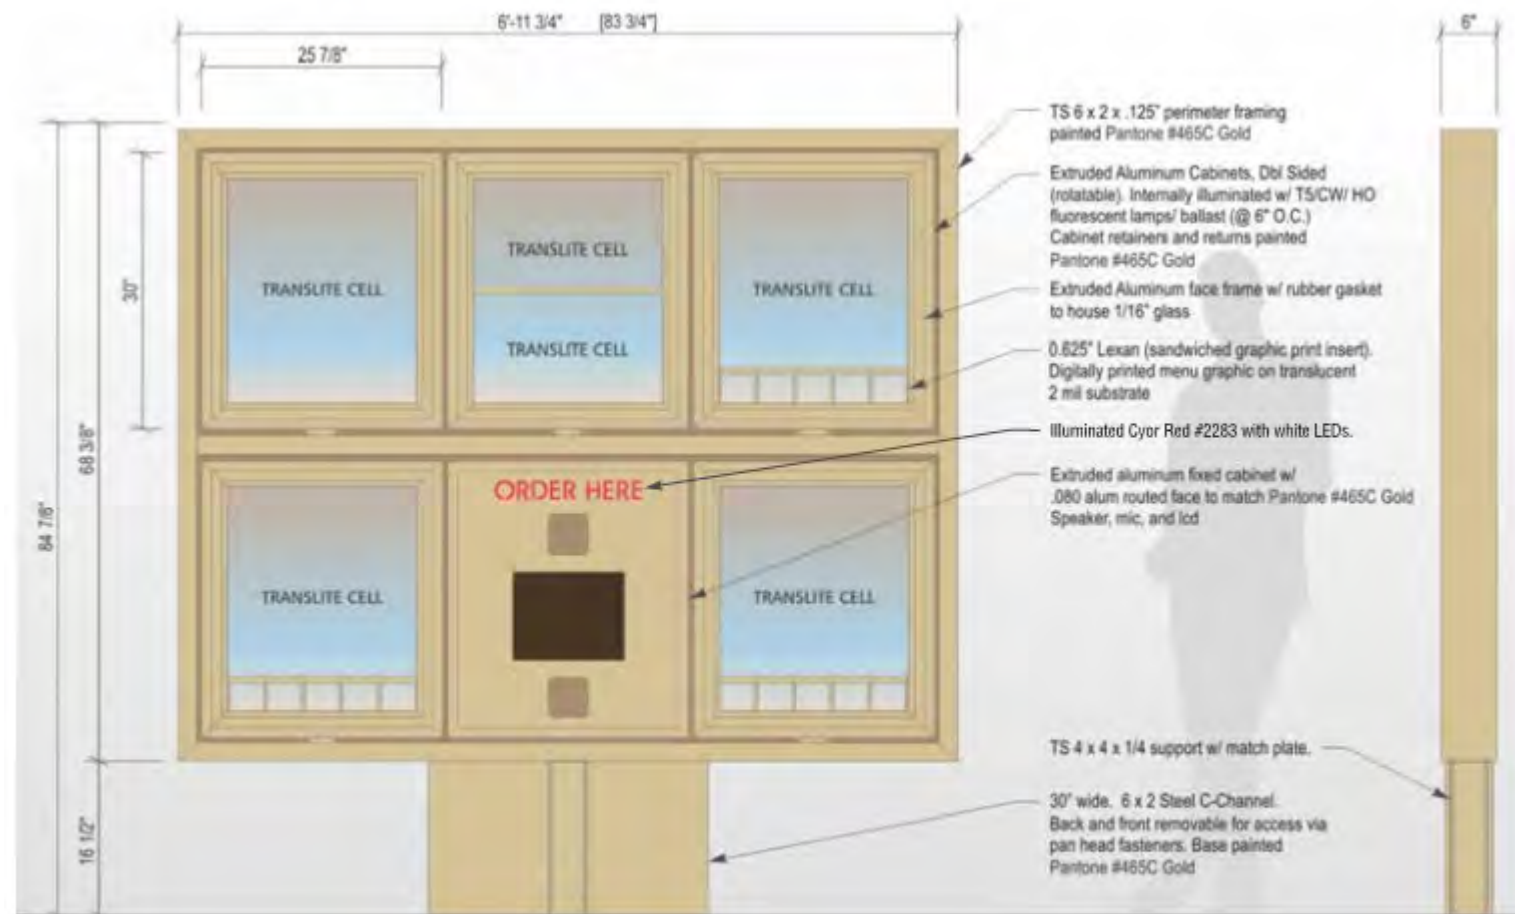 6'-11 3/4" [83 3/4"]
6"
25 7/8"
TS 6 x 2 x .125" perimeter framing
painted Pantone #465C Gold
Extruded Aluminum Cabinets, Dbl Sided
(rotatable). Internally illuminated w/ T5/CW/ HO
fluorescent lamps/ ballast (@ 6" O.C.)
Cabinet retainers and returns painted
Pantone #465C Gold
Extruded Aluminum face frame w/ rubber gasket
to house 1/16" glass
0.625" Lexan (sandwiched graphic print insert).
Digitally printed menu graphic on translucent
2 mil substrate
Illuminated Cyor Red #2283 with white LEDs.
Extruded aluminum fixed cabinet w/
.080 alum routed face to match Pantone #465C Gold
Speaker, mic, and lcd
TS 4 x 4 x 1/4 support w/ match plate.
30" wide. 6 x 2 Steel C-Channel.
Back and front removable for access via
pan head fasteners. Base painted
Pantone #465C Gold
TRANSLITE CELL
TRANSLITE CELL
TRANSLITE CELL
TRANSLITE CELL
ORDER HERE
TRANSLITE CELL
TRANSLITE CELL
30"
68 3/8"
84 7/8"
16 1/2"